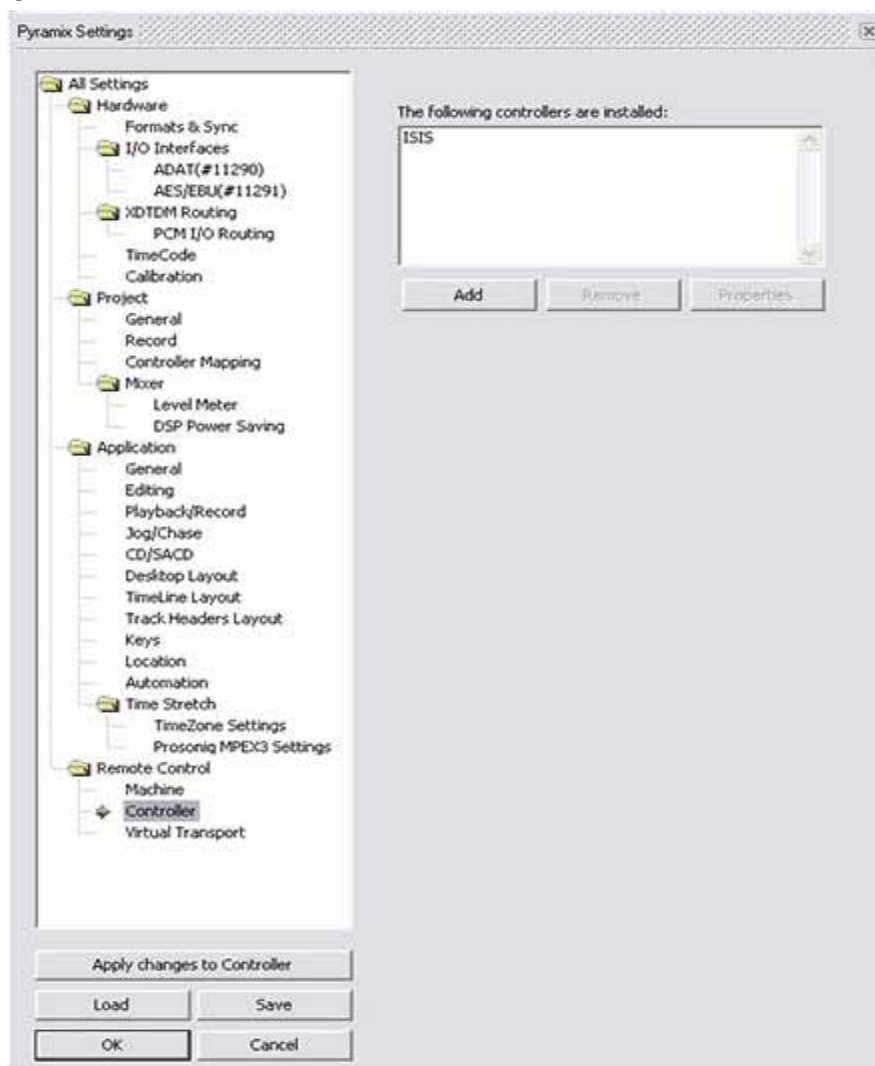 Pyramix Settings
All Settings
Hardware
Formats & Sync
I/O Interfaces
ADAT(#11290)
AES/EBU(#11291)
XDTDM Routing
PCM I/O Routing
TimeCode
Calibration
Project
General
Record
Controller Mapping
Mixer
Level Meter
DSP Power Saving
Application
General
Editing
Playback/Record
Jog/Chase
CD/SACD
Desktop Layout
TimeLine Layout
Track Headers Layout
Keys
Location
Automation
Time Stretch
TimeZone Settings
Prosoniq MPEX3 Settings
Remote Control
Machine
Controller
Virtual Transport
Apply changes to Controller
Load Save
OK Cancel
The following controllers are installed:
ISIS
Add Remove Properties